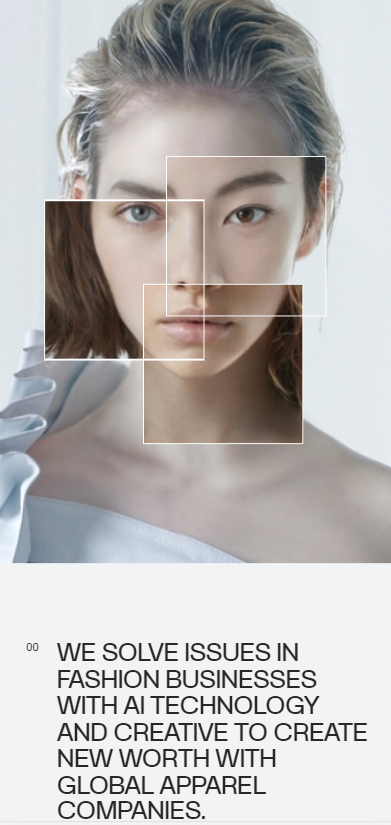 00
WE SOLVE ISSUES IN
FASHION BUSINESSES
WITH AI TECHNOLOGY
AND CREATIVE TO CREATE
NEW WORTH WITH
GLOBAL APPAREL
COMPANIES.